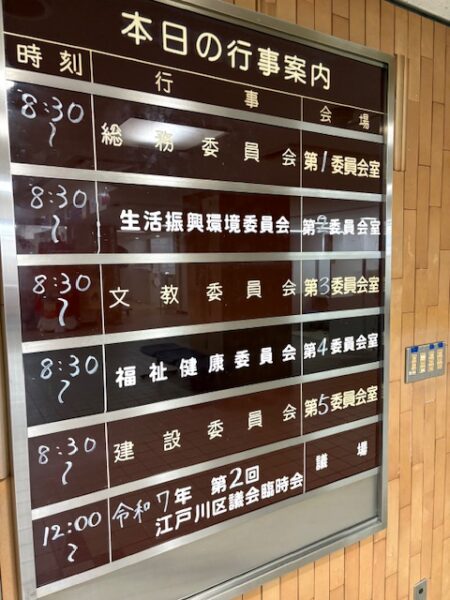 本日の行事案内
時刻 行事 会場
8:30〜 総務委員会 第1委員会室
8:30〜 生活振興環境委員会 第2委員会室
8:30〜 文教委員会 第3委員会室
8:30〜 福祉健康委員会 第4委員会室
8:30〜 建設委員会 第5委員会室
12:00〜 令和7年 第2回 議場
江戸川区議会臨時会